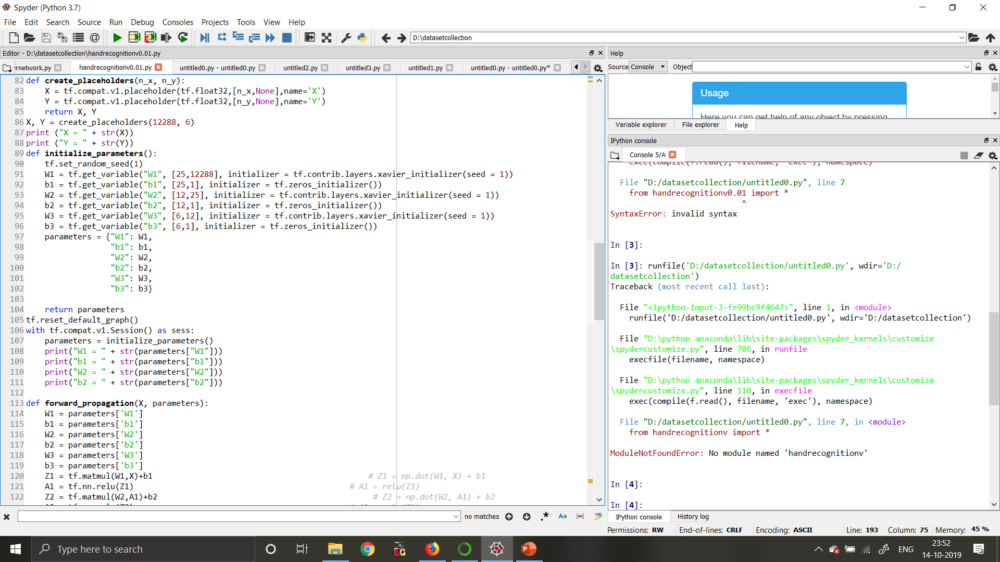 Spyder (Python 3.7)
File Edit Search Source Run Debug Consoles Projects Tools View Help
D:\datasetcollection
Editor - D:\datasetcollection\handrecognitionv0.01.py
rnetwork.py handrecognitionv0.01.py untitled0.py - untitled0.py untitled2.py untitled3.py untitled1.py untitled0.py - untitled0.py*
82 def create_placeholders(n_x, n_y):
83     X = tf.compat.v1.placeholder(tf.float32,[n_x,None],name='X')
84     Y = tf.compat.v1.placeholder(tf.float32,[n_y,None],name='Y')
85     return X, Y
86 X, Y = create_placeholders(12288, 6)
87 print ("X = " + str(X))
88 print ("Y = " + str(Y))
89 def initialize_parameters():
90     tf.set_random_seed(1)
91     W1 = tf.get_variable("W1", [25,12288], initializer = tf.contrib.layers.xavier_initializer(seed = 1))
92     b1 = tf.get_variable("b1", [25,1], initializer = tf.zeros_initializer())
93     W2 = tf.get_variable("W2", [12,25], initializer = tf.contrib.layers.xavier_initializer(seed = 1))
94     b2 = tf.get_variable("b2", [12,1], initializer = tf.zeros_initializer())
95     W3 = tf.get_variable("W3", [6,12], initializer = tf.contrib.layers.xavier_initializer(seed = 1))
96     b3 = tf.get_variable("b3", [6,1], initializer = tf.zeros_initializer())
97     parameters = {"W1": W1,
98                   "b1": b1,
99                   "W2": W2,
100                   "b2": b2,
101                   "W3": W3,
102                   "b3": b3}
103
104     return parameters
105 tf.reset_default_graph()
106 with tf.compat.v1.Session() as sess:
107     parameters = initialize_parameters()
108     print("W1 = " + str(parameters["W1"]))
109     print("b1 = " + str(parameters["b1"]))
110     print("W2 = " + str(parameters["W2"]))
111     print("b2 = " + str(parameters["b2"]))
112
113 def forward_propagation(X, parameters):
114     W1 = parameters['W1']
115     b1 = parameters['b1']
116     W2 = parameters['W2']
117     b2 = parameters['b2']
118     W3 = parameters['W3']
119     b3 = parameters['b3']
120     Z1 = tf.matmul(W1,X)+b1 # Z1 = np.dot(W1, X) + b1
121     A1 = tf.nn.relu(Z1) # A1 = relu(Z1)
122     Z2 = tf.matmul(W2,A1)+b2 # Z2 = np.dot(W2, A1) + b2
no matches Aa
Help
Source Console Object
Usage
Here you can get help of any object by pressing
Variable explorer File explorer Help
IPython console
Console 5/A
exec(compile(f.read(), filename, 'exec'), namespace)
File "D:/datasetcollection/untitled0.py", line 7
from handrecognitionv0.01 import *
^
SyntaxError: invalid syntax
In [3]:
In [3]: runfile('D:/datasetcollection/untitled0.py', wdir='D:/
datasetcollection')
Traceback (most recent call last):
File "<ipython-input-3-fe99bc9f4647>", line 1, in <module>
runfile('D:/datasetcollection/untitled0.py', wdir='D:/datasetcollection')
File "D:\python anaconda\lib\site-packages\spyder_kernels\customize
\spydercustomize.py", line 786, in runfile
execfile(filename, namespace)
File "D:\python anaconda\lib\site-packages\spyder_kernels\customize
\spydercustomize.py", line 110, in execfile
exec(compile(f.read(), filename, 'exec'), namespace)
File "D:/datasetcollection/untitled0.py", line 7, in <module>
from handrecognitionv import *
ModuleNotFoundError: No module named 'handrecognitionv'
In [4]:
In [4]:
IPython console History log
Permissions: RW End-of-lines: CRLF Encoding: ASCII Line: 193 Column: 75 Memory: 45 %
Type here to search
ENG
23:52
14-10-2019